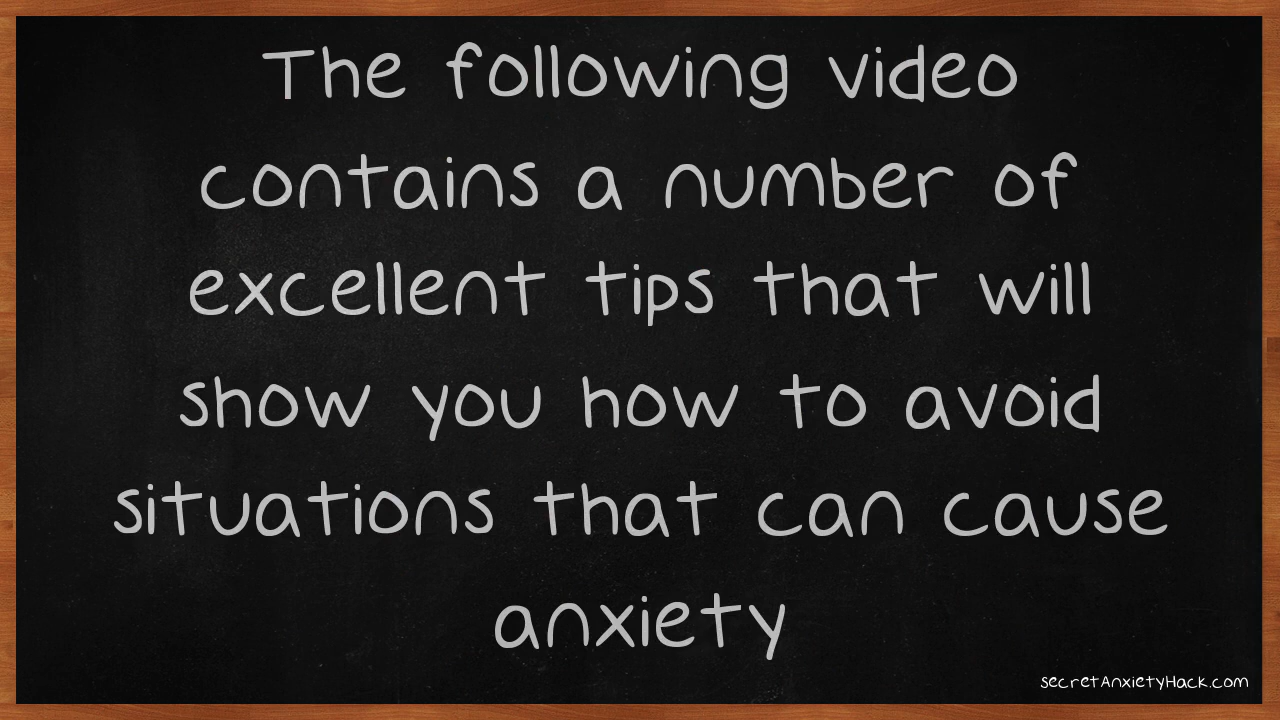 The following video
contains a number of
excellent tips that will
show you how to avoid
situations that can cause
anxiety
secretAnxietyHack.com